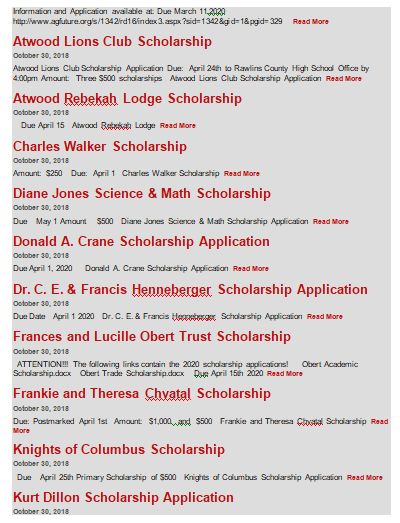 Information and Application available at: Due March 11,2020
http://www.agfuture.org/s/1342/rd16/index3.aspx?sid=1342&gid=1&pgid=329 Read More
Atwood Lions Club Scholarship
October 30, 2018
Atwood Lions Club Scholarship Application Due: April 24th to Rawlins County High School Office by
4:00pm Amount: Three $500 scholarships Atwood Lions Club Scholarship Application Read More
Atwood Rebekah Lodge Scholarship
October 30, 2018
Due April 15 Atwood Rebekah Lodge Read More
Charles Walker Scholarship
October 30, 2018
Amount: $250 Due: April 1 Charles Walker Scholarship Read More
Diane Jones Science & Math Scholarship
October 30, 2018
Due May 1 Amount $500 Diane Jones Science & Math Scholarship Application Read More
Donald A. Crane Scholarship Application
October 30, 2018
Due April 1, 2020 Donald A. Crane Scholarship Application Read More
Dr. C. E. & Francis Henneberger Scholarship Application
October 30, 2018
Due Date April 1 2020 Dr. C. E. & Francis Henneberger Scholarship Application Read More
Frances and Lucille Obert Trust Scholarship
October 30, 2018
ATTENTION!!! The following links contain the 2020 scholarship applications! Obert Academic
Scholarship.docx Obert Trade Scholarship.docx Due April 15th 2020 Read More
Frankie and Theresa Chvatal Scholarship
October 30, 2018
Due: Postmarked April 1st Amount: $1,000 and $500 Frankie and Theresa Chvatal Scholarship Read
More
Knights of Columbus Scholarship
October 30, 2018
Due April 25th Primary Scholarship of $500 Knights of Columbus Scholarship Application Read More
Kurt Dillon Scholarship Application
October 30, 2018